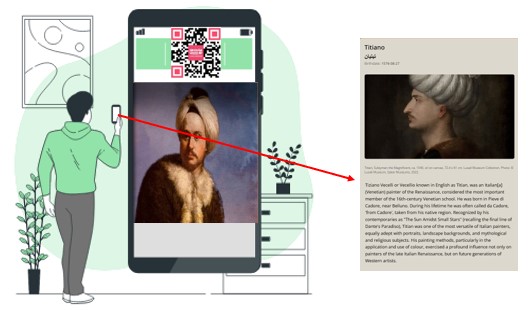 Titiano
تيتيان
1576-08-27
Tiziano Vecelli or Vecellio known in English as Titian, was an Italian[a]
(Venetian) painter of the Renaissance, considered the most important
member of the 16th-century Venetian school. He was born in Pieve di
Cadore, near Belluno. During his lifetime he was often called da Cadore,
'from Cadore', taken from his native region. Recognized by his
contemporaries as "The Sun Amidst Small Stars" (recalling the final line of
Dante's Paradiso), Titian was one of the most versatile of Italian painters,
equally adept with portraits, landscape backgrounds, and mythological
and religious subjects. His painting methods, particularly in the
application and use of colour, exercised a profound influence not only on
painters of the late Italian Renaissance, but on future generations of
Western artists.